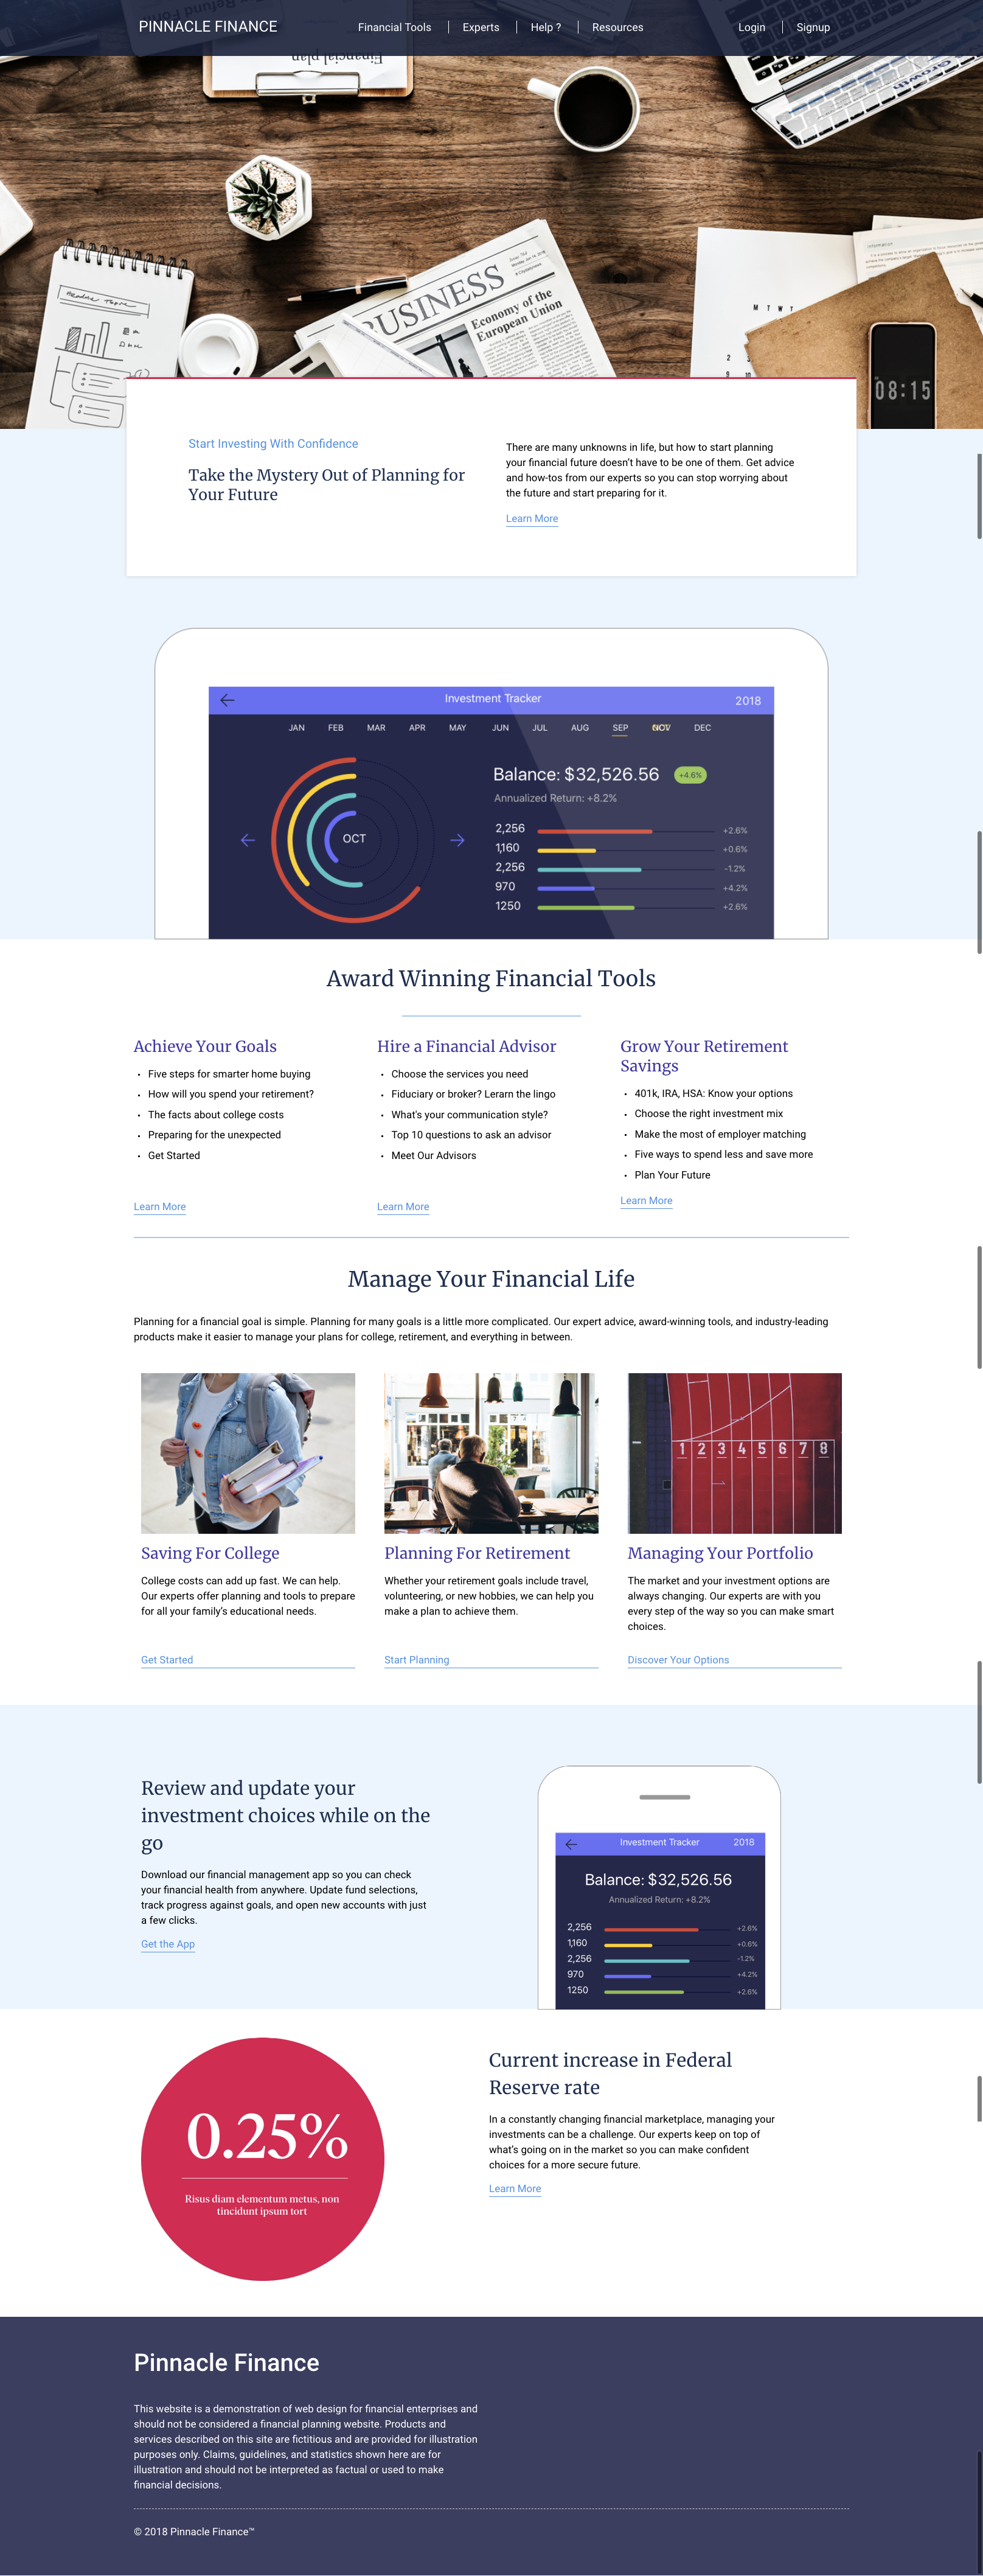 PINNACLE FINANCE
Financial Tools
Experts
Help ?
Resources
Login
Signup
Financial plan
BUSINESS
Economy of the
European Union
Headline Topic
M T W T
08:15
Start Investing With Confidence
Take the Mystery Out of Planning for
Your Future
There are many unknowns in life, but how to start planning
your financial future doesn’t have to be one of them. Get advice
and how-tos from our experts so you can stop worrying about
the future and start preparing for it.
Learn More
Investment Tracker
2018
JAN FEB MAR APR MAY JUN JUL AUG SEP NOV DEC
OCT
Balance: $32,526.56
+4.6%
Annualized Return: +8.2%
2,256 +2.6%
1,160 +0.6%
2,256 -1.2%
970 +4.2%
1250 +2.6%
Award Winning Financial Tools
Achieve Your Goals
• Five steps for smarter home buying
• How will you spend your retirement?
• The facts about college costs
• Preparing for the unexpected
• Get Started
Learn More
Hire a Financial Advisor
• Choose the services you need
• Fiduciary or broker? Lerarn the lingo
• What's your communication style?
• Top 10 questions to ask an advisor
• Meet Our Advisors
Learn More
Grow Your Retirement
Savings
• 401k, IRA, HSA: Know your options
• Choose the right investment mix
• Make the most of employer matching
• Five ways to spend less and save more
• Plan Your Future
Learn More
Manage Your Financial Life
Planning for a financial goal is simple. Planning for many goals is a little more complicated. Our expert advice, award-winning tools, and industry-leading
products make it easier to manage your plans for college, retirement, and everything in between.
1 2 3 4 5 6 7 8
Saving For College
College costs can add up fast. We can help.
Our experts offer planning and tools to prepare
for all your family’s educational needs.
Get Started
Planning For Retirement
Whether your retirement goals include travel,
volunteering, or new hobbies, we can help you
make a plan to achieve them.
Start Planning
Managing Your Portfolio
The market and your investment options are
always changing. Our experts are with you
every step of the way so you can make smart
choices.
Discover Your Options
Review and update your
investment choices while on the
go
Download our financial management app so you can check
your financial health from anywhere. Update fund selections,
track progress against goals, and open new accounts with just
a few clicks.
Get the App
Investment Tracker
2018
Balance: $32,526.56
Annualized Return: +8.2%
2,256 +2.6%
1,160 +0.6%
2,256 -1.2%
970 +4.2%
1250 +2.6%
0.25%
Risus diam elementum metus, non
tincidunt ipsum tort
Current increase in Federal
Reserve rate
In a constantly changing financial marketplace, managing your
investments can be a challenge. Our experts keep on top of
what’s going on in the market so you can make confident
choices for a more secure future.
Learn More
Pinnacle Finance
This website is a demonstration of web design for financial enterprises and
should not be considered a financial planning website. Products and
services described on this site are fictitious and are provided for illustration
purposes only. Claims, guidelines, and statistics shown here are for
illustration and should not be interpreted as factual or used to make
financial decisions.
© 2018 Pinnacle Finance™